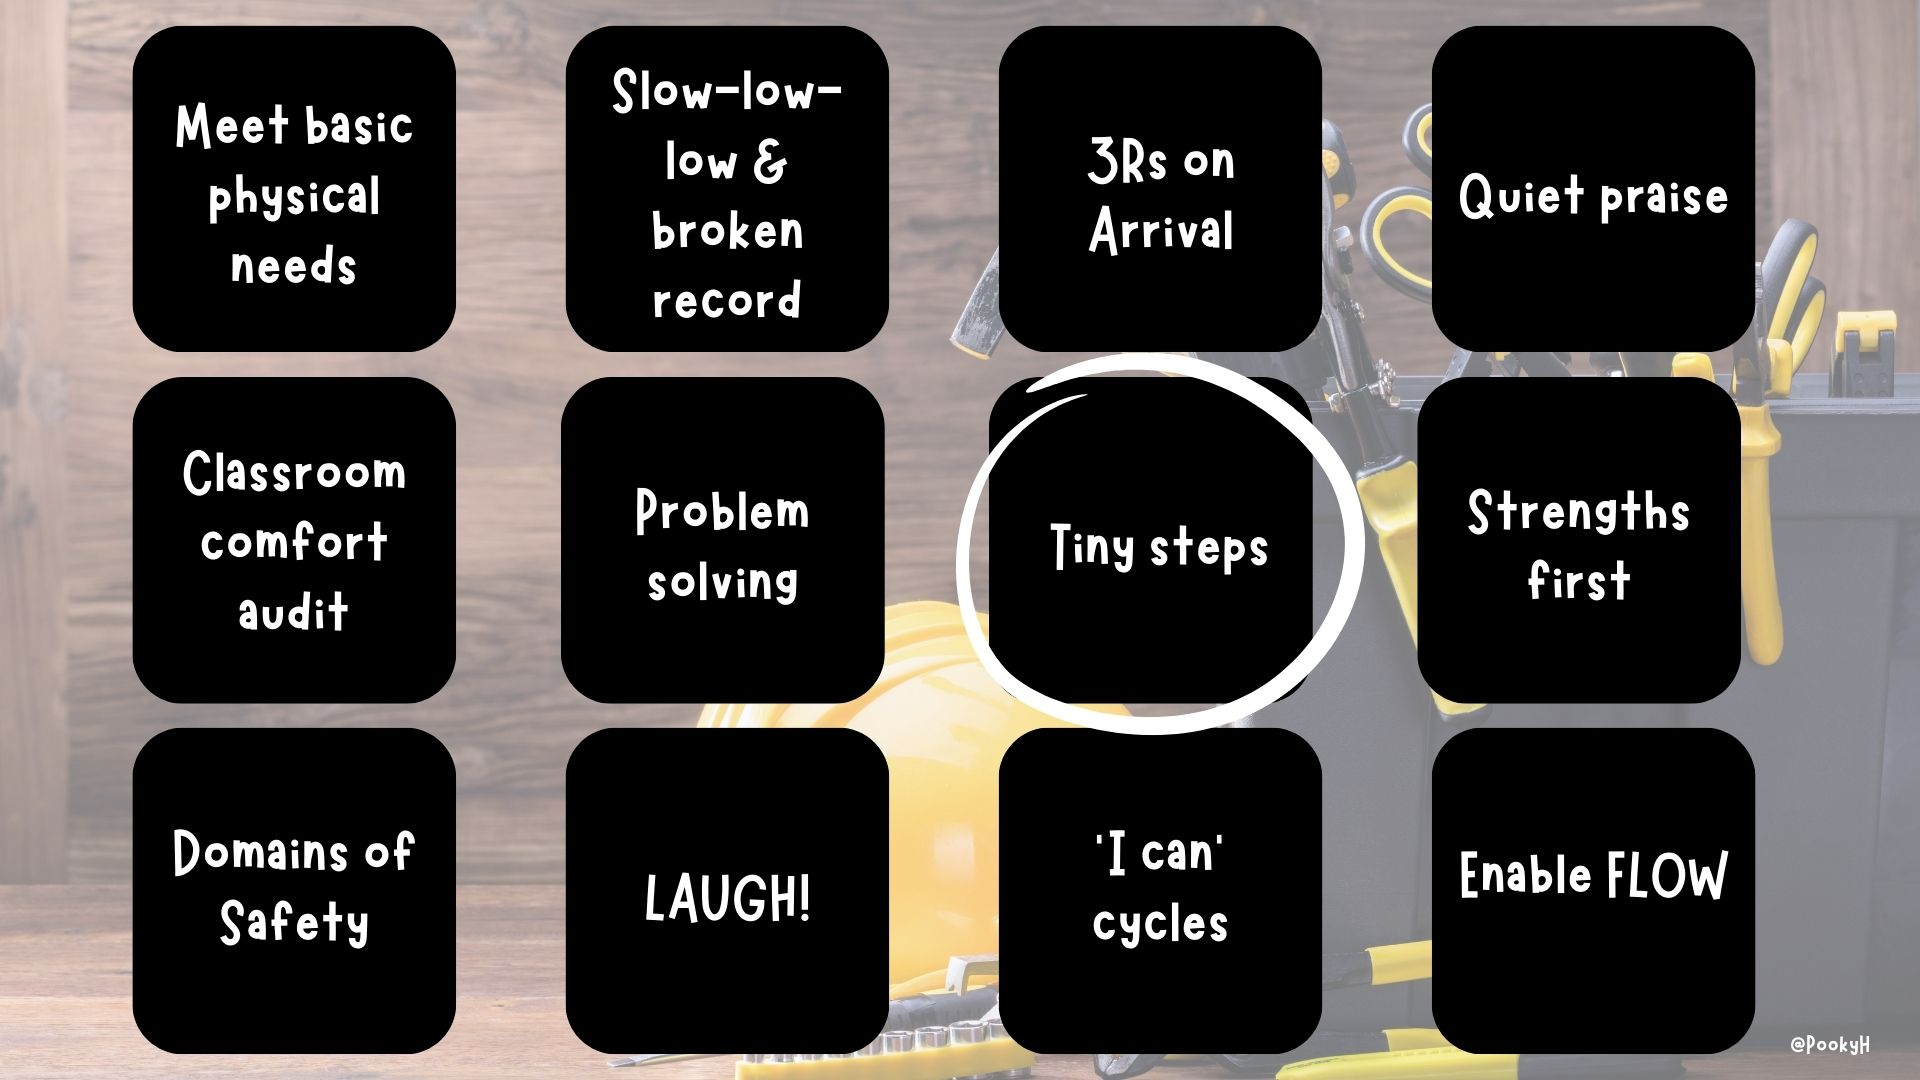 Meet basic
physical
needs
Slow-low-
low &
broken
record
3Rs on
Arrival
Quiet praise
Classroom
comfort
audit
Problem
solving
Tiny steps
Strengths
first
Domains of
Safety
LAUGH!
'I can'
cycles
Enable FLOW
@PookyH